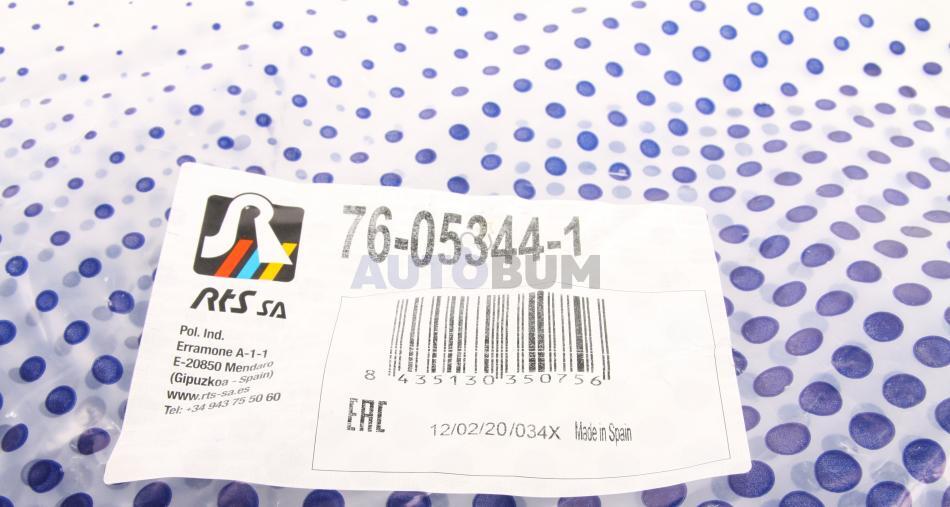 76-05344-1
AUTOBUM
RtS SA
Pol. Ind.
Erramone A-1-1
E-20850 Mendaro
(Gipuzkoa - Spain)
www.rts-sa.es
Tel: +34 943 75 50 60
8 435130 350756
EAC
12/02/20/034X Made in Spain